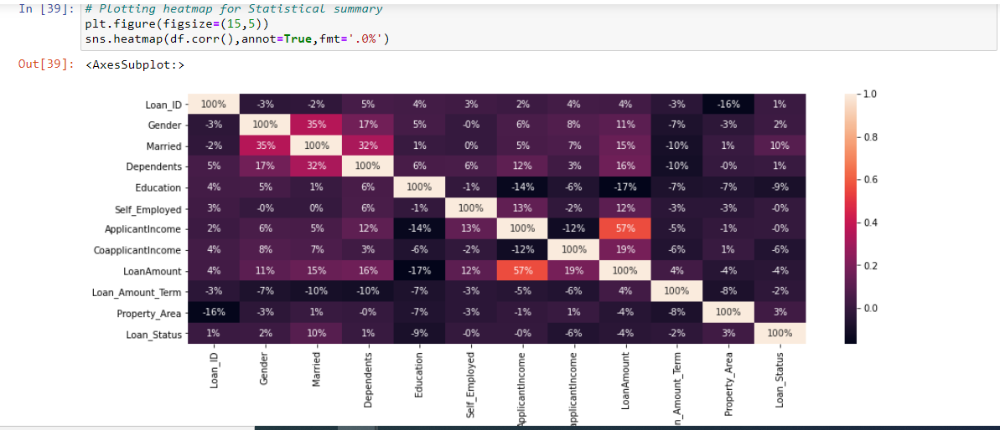 In [39]: # Plotting heatmap for Statistical summary
plt.figure(figsize=(15,5))
sns.heatmap(df.corr(),annot=True,fmt='.0%')
Out[39]: <AxesSubplot:>
Loan_ID 100% -3% -2% 5% 4% 3% 2% 4% 4% -3% -16% 1%
Gender -3% 100% 35% 17% 5% -0% 6% 8% 11% -7% -3% 2%
Married -2% 35% 100% 32% 1% 0% 5% 7% 15% -10% 1% 10%
Dependents 5% 17% 32% 100% 6% 6% 12% 3% 16% -10% -0% 1%
Education 4% 5% 1% 6% 100% -1% -14% -6% -17% -7% -7% -9%
Self_Employed 3% -0% 0% 6% -1% 100% 13% -2% 12% -3% -3% -0%
ApplicantIncome 2% 6% 5% 12% -14% 13% 100% -12% 57% -5% -1% -0%
CoapplicantIncome 4% 8% 7% 3% -6% -2% -12% 100% 19% -6% 1% -6%
LoanAmount 4% 11% 15% 16% -17% 12% 57% 19% 100% 4% -4% -4%
Loan_Amount_Term -3% -7% -10% -10% -7% -3% -5% -6% 4% 100% -8% -2%
Property_Area -16% -3% 1% -0% -7% -3% -1% 1% -4% -8% 100% 3%
Loan_Status 1% 2% 10% 1% -9% -0% -0% -6% -4% -2% 3% 100%
Loan_ID
Gender
Married
Dependents
Education
Self_Employed
ApplicantIncome
applicantIncome
LoanAmount
n_Amount_Term
Property_Area
Loan_Status
1.0
0.8
0.6
0.4
0.2
0.0